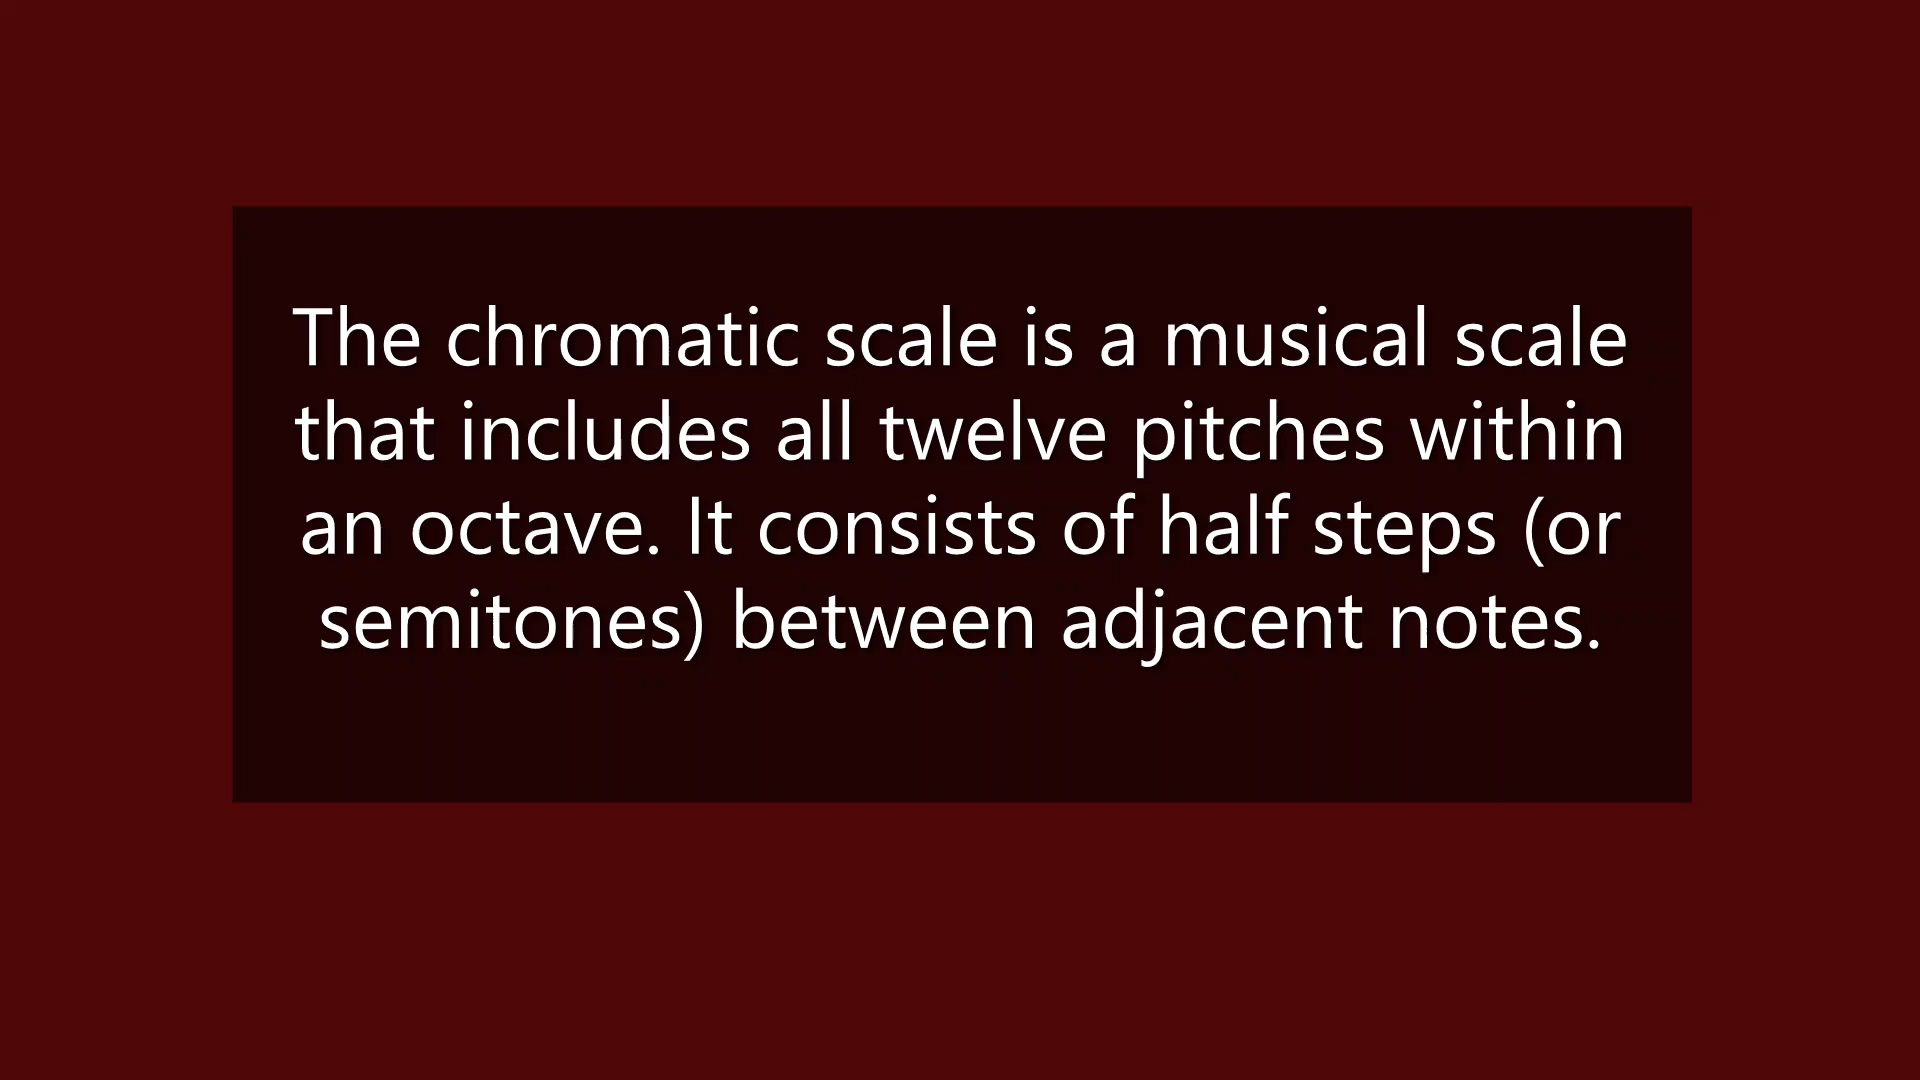 The chromatic scale is a musical scale
that includes all twelve pitches within
an octave. It consists of half steps (or
semitones) between adjacent notes.